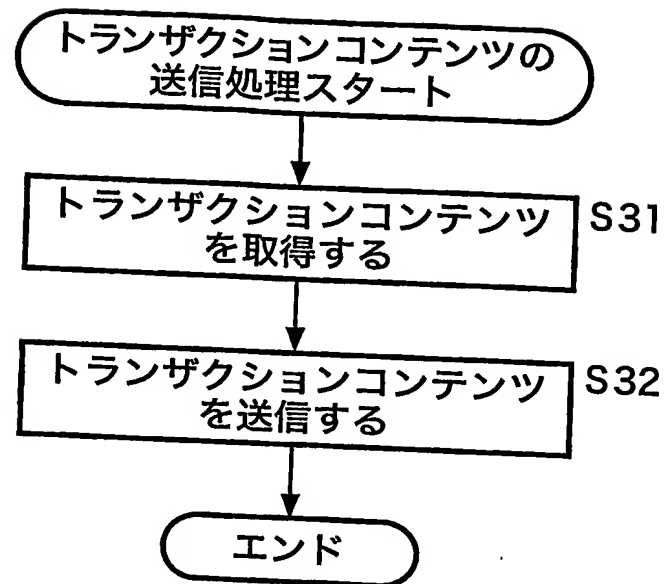 トランザクションコンテンツの
送信処理スタート
トランザクションコンテンツ
を取得する
S31
トランザクションコンテンツ
を送信する
S32
エンド